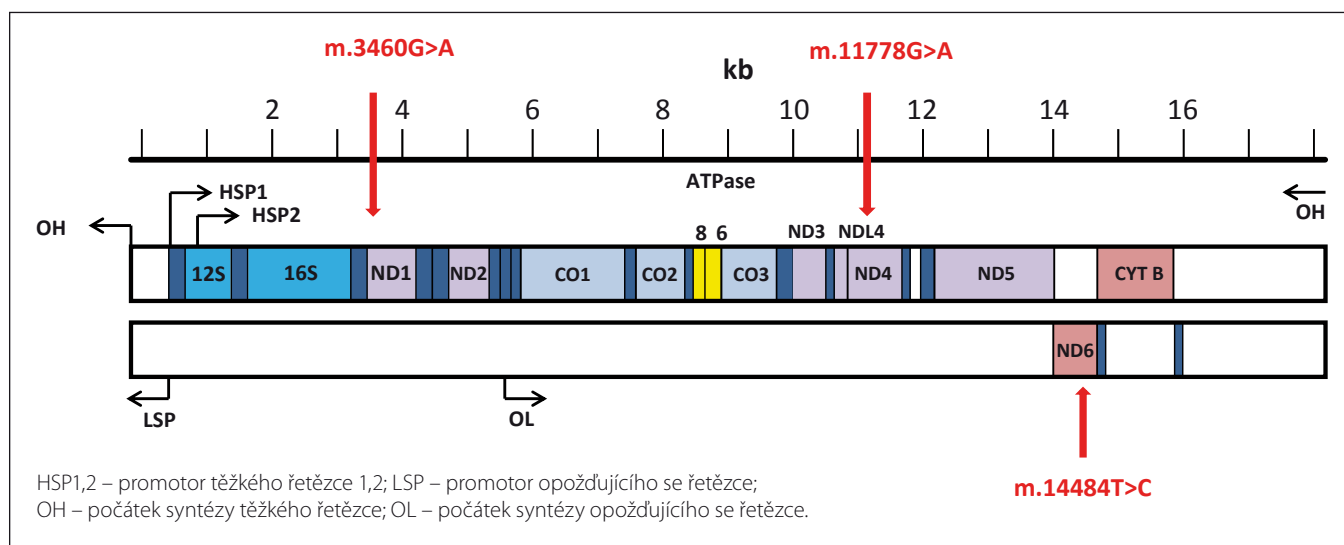 m.3460G>A
m.11778G>A
kb
2 4 6 8 10 12 14 16
ATPase
HSP1
HSP2
OH
OH
8 6 ND3 NDL4
12S 16S ND1 ND2 CO1 CO2 CO3 ND4 ND5 CYT B
ND6
LSP
OL
m.14484T>C
HSP1,2 – promotor těžkého řetězce 1,2; LSP – promotor opožďujícího se řetězce;
OH – počátek syntézy těžkého řetězce; OL – počátek syntézy opožďujícího se řetězce.